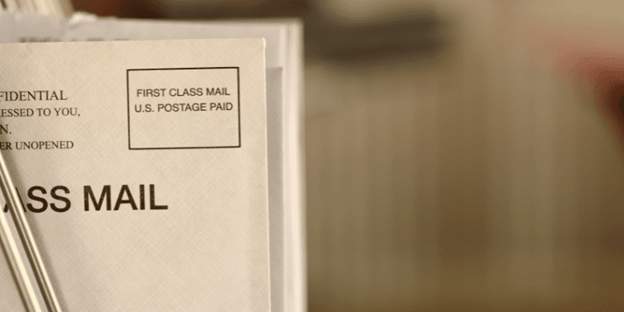 FIDENTIAL
ESSED TO YOU,
N.
ER UNOPENED
FIRST CLASS MAIL
U.S. POSTAGE PAID
ASS MAIL